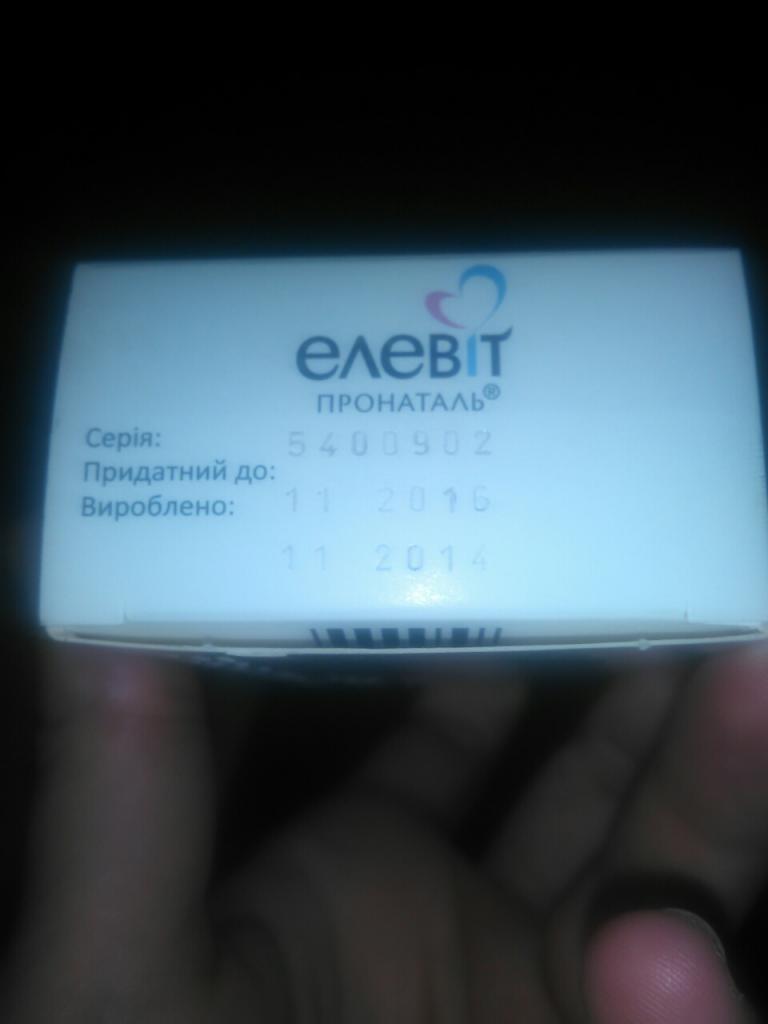 елевіт
ПРОНАТАЛЬ®
Серія: 5400902
Придатний до: 11 2016
Вироблено: 11 2014